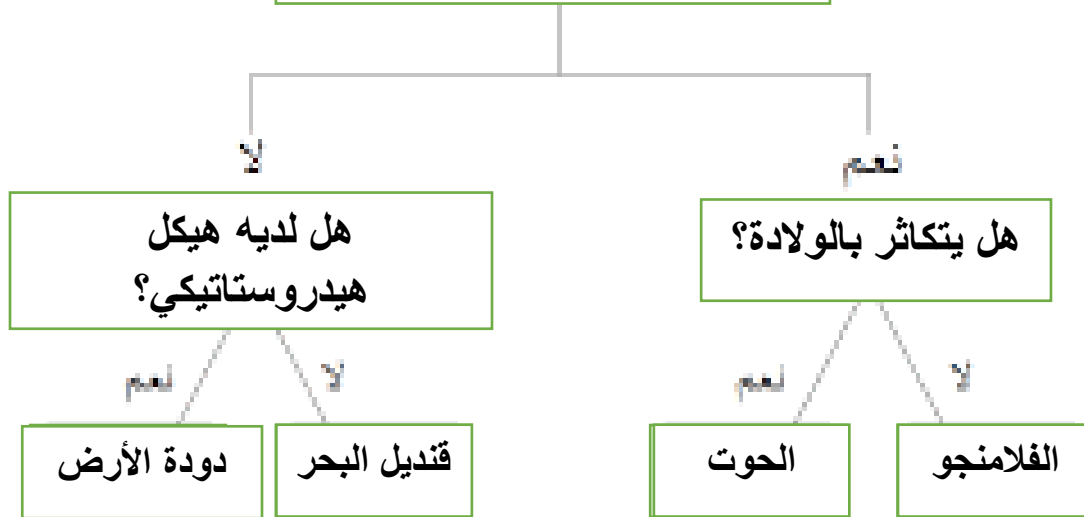 نعم
لا
هل يتكاثر بالولادة؟
هل لديه هيكل
هيدروستاتيكي؟
لا
نعم
لا
نعم
الفلامنجو
الحوت
قنديل البحر
دودة الأرض